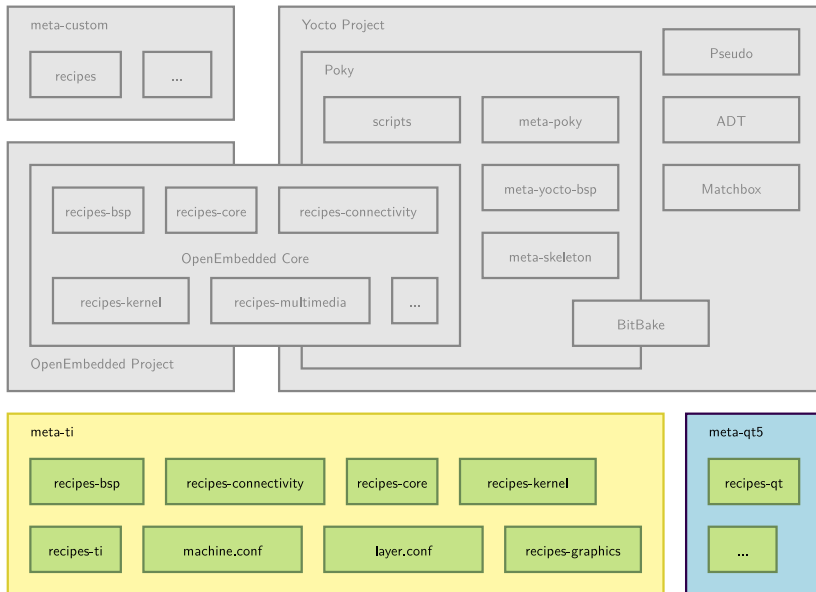 meta-custom
recipes
...
Yocto Project
Poky
scripts
meta-poky
meta-yocto-bsp
meta-skeleton
BitBake
Pseudo
ADT
Matchbox
recipes-bsp
recipes-core
recipes-connectivity
OpenEmbedded Core
recipes-kernel
recipes-multimedia
...
OpenEmbedded Project
meta-ti
recipes-bsp
recipes-connectivity
recipes-core
recipes-kernel
recipes-ti
machine.conf
layer.conf
recipes-graphics
meta-qt5
recipes-qt
...